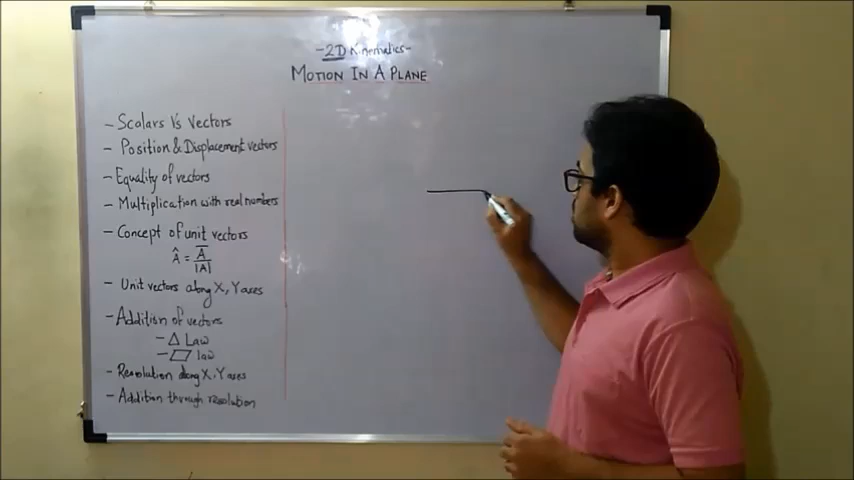 -2D Kinematics-
MOTION IN A PLANE
- Scalars Vs Vectors
- Position & Displacement vectors
- Equality of vectors
- Multiplication with real numbers
- Concept of unit vectors
Â = A / |A|
- Unit vectors along X, Y axes
- Addition of vectors
- △ Law
- ▱ law
- Resolution along X, Y axes
- Addition through resolution